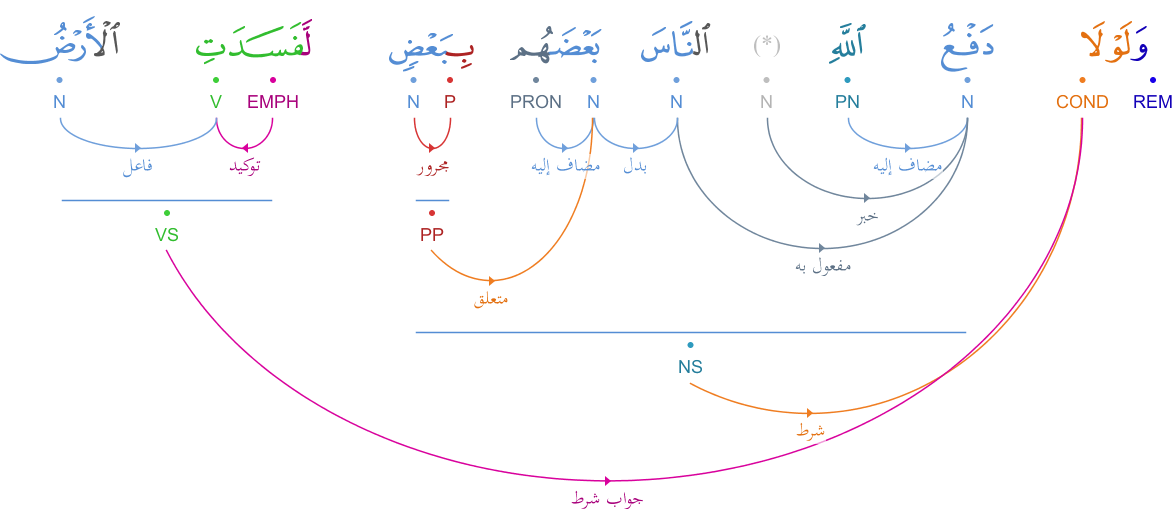 وَلَوْلَا دَفْعُ ٱللَّهِ (*) ٱلنَّاسَ بَعْضَهُم بِبَعْضٍ لَّفَسَدَتِ ٱلْأَرْضُ
REM COND N PN N N N PRON P N EMPH V N
مضاف إليه بدل مضاف إليه مجرور توكيد فاعل
خبر
PP VS
مفعول به
متعلق
NS
شرط
جواب شرط